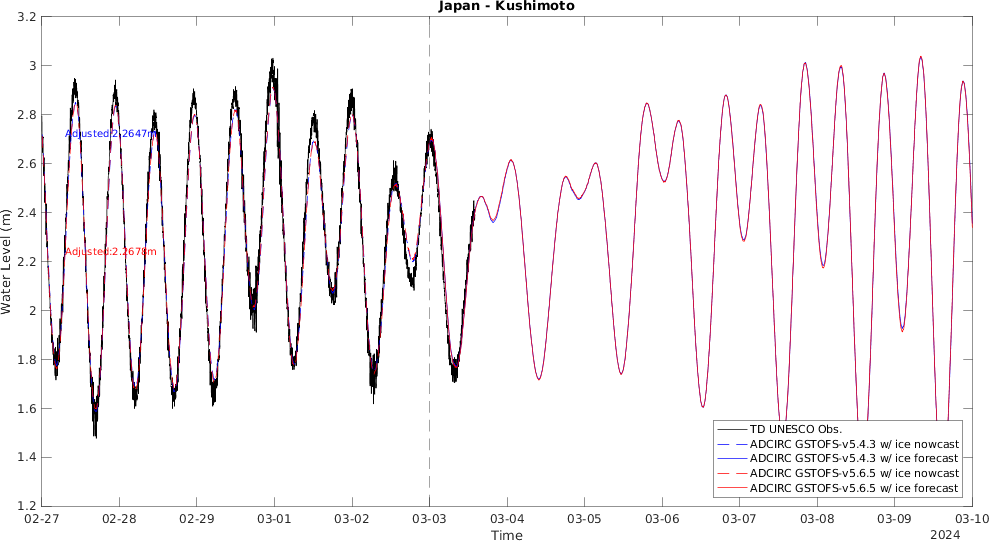 Japan - Kushimoto
3.2
3
2.8
2.6
2.4
2.2
2
1.8
1.6
1.4
1.2
Water Level (m)
Adjusted:2.2647m
Adjusted:2.2678m
TD UNESCO Obs.
ADCIRC GSTOFS-v5.4.3 w/ ice nowcast
ADCIRC GSTOFS-v5.4.3 w/ ice forecast
ADCIRC GSTOFS-v5.6.5 w/ ice nowcast
ADCIRC GSTOFS-v5.6.5 w/ ice forecast
02-27 02-28 02-29 03-01 03-02 03-03 03-04 03-05 03-06 03-07 03-08 03-09 03-10
Time
2024